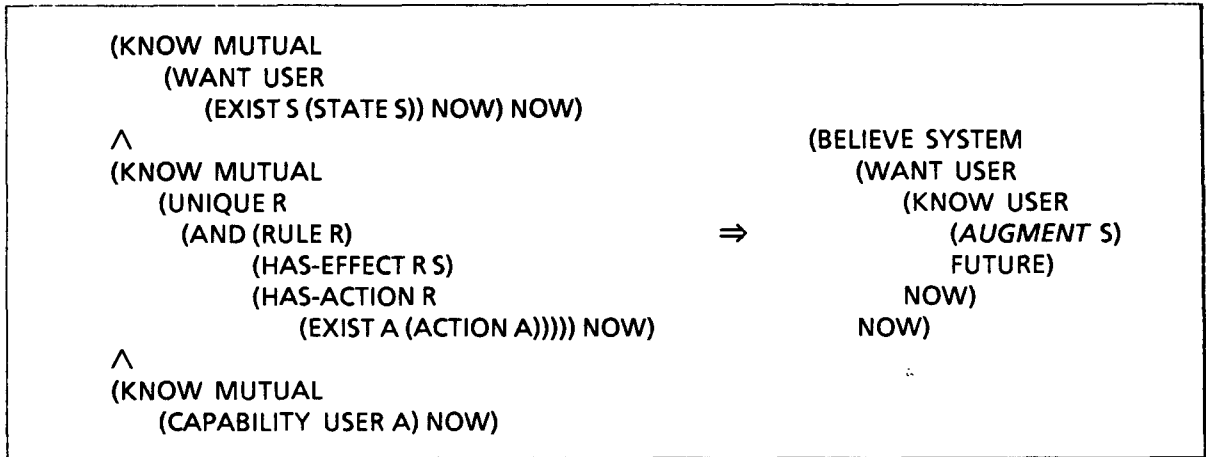 (KNOW MUTUAL
(WANT USER
(EXIST S (STATE S)) NOW) NOW)
∧
(KNOW MUTUAL
(UNIQUE R
(AND (RULE R)
(HAS-EFFECT R S)
(HAS-ACTION R
(EXIST A (ACTION A))))) NOW)
∧
(KNOW MUTUAL
(CAPABILITY USER A) NOW)
⇒
(BELIEVE SYSTEM
(WANT USER
(KNOW USER
(AUGMENT S)
FUTURE)
NOW)
NOW)